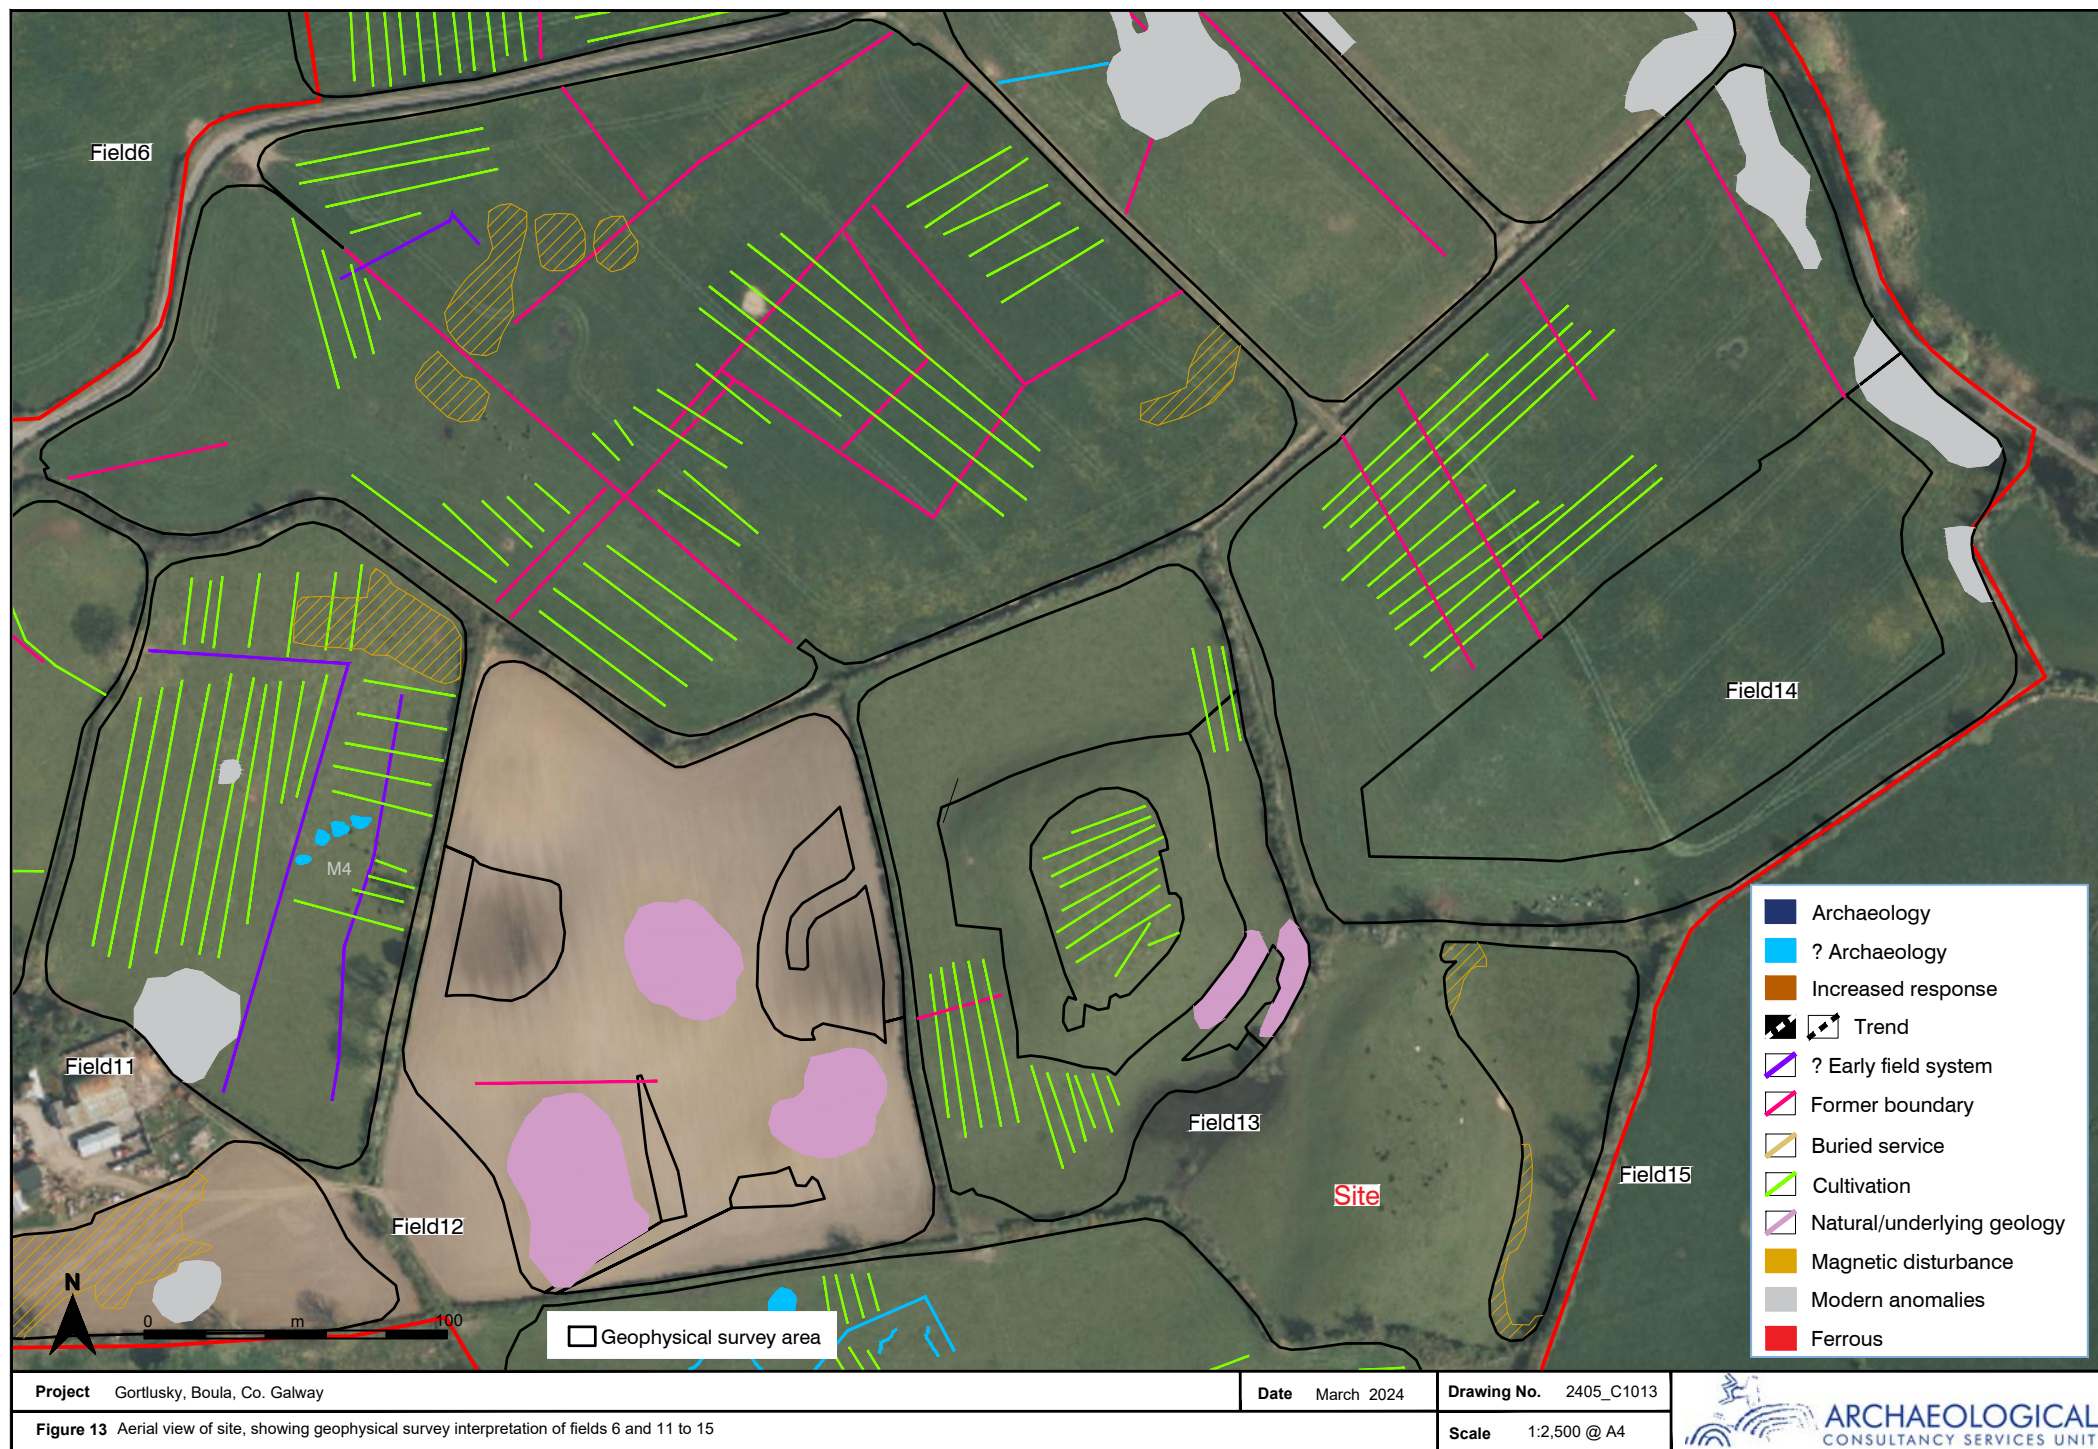 Field6
Field14
M4
Field11
Field13
Field15
Site
Field12
N
0 m 100
Geophysical survey area
Archaeology
? Archaeology
Increased response
Trend
? Early field system
Former boundary
Buried service
Cultivation
Natural/underlying geology
Magnetic disturbance
Modern anomalies
Ferrous
Project Gortlusky, Boula, Co. Galway
Date March 2024
Drawing No. 2405_C1013
Figure 13 Aerial view of site, showing geophysical survey interpretation of fields 6 and 11 to 15
Scale 1:2,500 @ A4
ARCHAEOLOGICAL
CONSULTANCY SERVICES UNIT